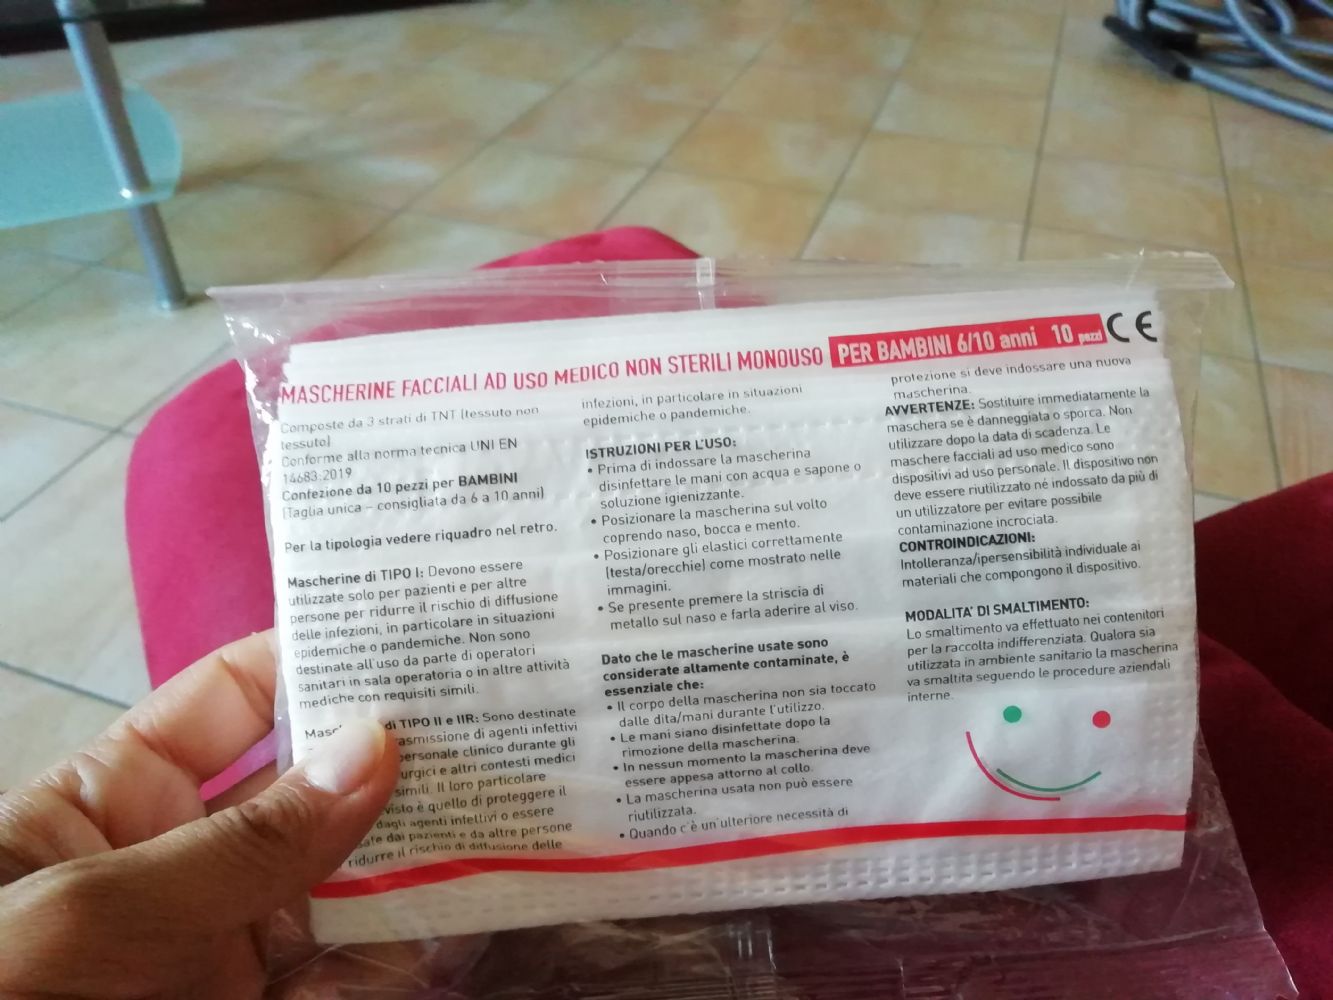 MASCHERINE FACCIALI AD USO MEDICO NON STERILI MONOUSO PER BAMBINI 6/10 anni 10 pezzi CE
Composte da 3 strati di TNT (tessuto non
tessuto)
Conforme alla norma tecnica UNI EN
14683:2019
Confezione da 10 pezzi per BAMBINI
(Taglia unica – consigliata da 6 a 10 anni)
Per la tipologia vedere riquadro nel retro.
Mascherine di TIPO I: Devono essere
utilizzate solo per pazienti e per altre
persone per ridurre il rischio di diffusione
delle infezioni, in particolare in situazioni
epidemiche o pandemiche. Non sono
destinate all'uso da parte di operatori
sanitari in sala operatoria o in altre attività
mediche con requisiti simili.
di TIPO II e IIR: Sono destinate
di agenti infettivi
personale clinico durante gli
e altri contesti medici
simili. Il loro particolare
è quello di proteggere il
dagli agenti infettivi o essere
dai pazienti e da altre persone
ridurre il rischio di diffusione delle
infezioni, in particolare in situazioni
epidemiche o pandemiche.
ISTRUZIONI PER L'USO:
• Prima di indossare la mascherina
disinfettare le mani con acqua e sapone o
soluzione igienizzante.
• Posizionare la mascherina sul volto
coprendo naso, bocca e mento.
• Posizionare gli elastici correttamente
(testa/orecchie) come mostrato nelle
immagini.
• Se presente premere la striscia di
metallo sul naso e farla aderire al viso.
Dato che le mascherine usate sono
considerate altamente contaminate, è
essenziale che:
• Il corpo della mascherina non sia toccato
dalle dita/mani durante l'utilizzo.
• Le mani siano disinfettate dopo la
rimozione della mascherina.
• In nessun momento la mascherina deve
essere appesa attorno al collo.
• La mascherina usata non può essere
riutilizzata.
• Quando c'è un'ulteriore necessità di
protezione si deve indossare una nuova
mascherina.
AVVERTENZE: Sostituire immediatamente la
maschera se è danneggiata o sporca. Non
utilizzare dopo la data di scadenza. Le
maschere facciali ad uso medico sono
dispositivi ad uso personale. Il dispositivo non
deve essere riutilizzato né indossato da più di
un utilizzatore per evitare possibile
contaminazione incrociata.
CONTROINDICAZIONI:
Intolleranza/ipersensibilità individuale ai
materiali che compongono il dispositivo.
MODALITA' DI SMALTIMENTO:
Lo smaltimento va effettuato nei contenitori
per la raccolta indifferenziata. Qualora sia
utilizzata in ambiente sanitario la mascherina
va smaltita seguendo le procedure aziendali
interne.